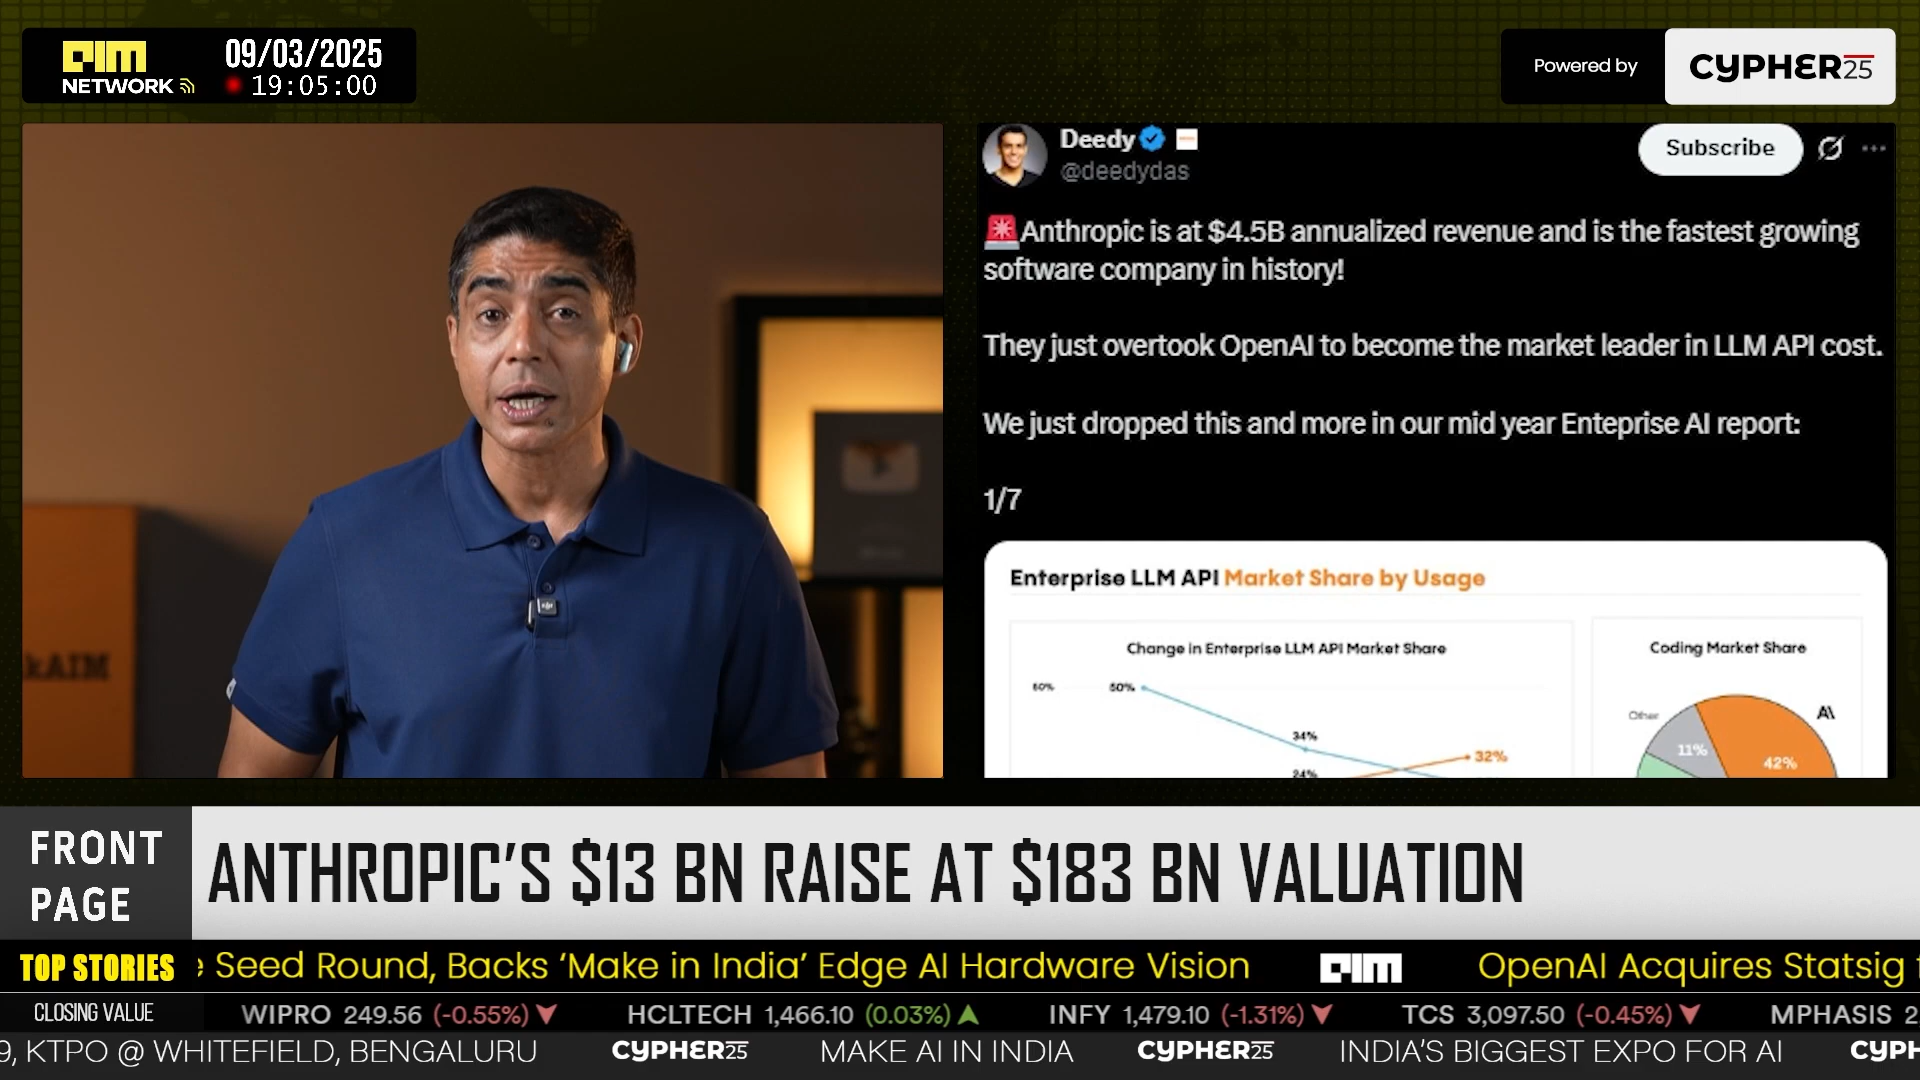 AIM
NETWORK
09/03/2025
19:05:00
Powered by
CYPHER25
kAIM
Deedy
@deedydas
Subscribe
Anthropic is at $4.5B annualized revenue and is the fastest growing
software company in history!
They just overtook OpenAI to become the market leader in LLM API cost.
We just dropped this and more in our mid year Enteprise AI report:
1/7
Enterprise LLM API Market Share by Usage
Change in Enterprise LLM API Market Share
60%
50%
34%
24%
32%
Coding Market Share
Other
11%
A\
42%
FRONT
PAGE
ANTHROPIC'S $13 BN RAISE AT $183 BN VALUATION
TOP STORIES
Seed Round, Backs ‘Make in India’ Edge AI Hardware Vision
AIM
OpenAI Acquires Statsig
CLOSING VALUE
WIPRO 249.56 (-0.55%)
HCLTECH 1,466.10 (0.03%)
INFY 1,479.10 (-1.31%)
TCS 3,097.50 (-0.45%)
MPHASIS 2
9, KTPO @ WHITEFIELD, BENGALURU
CYPHER25
MAKE AI IN INDIA
CYPHER25
INDIA'S BIGGEST EXPO FOR AI
CYPH